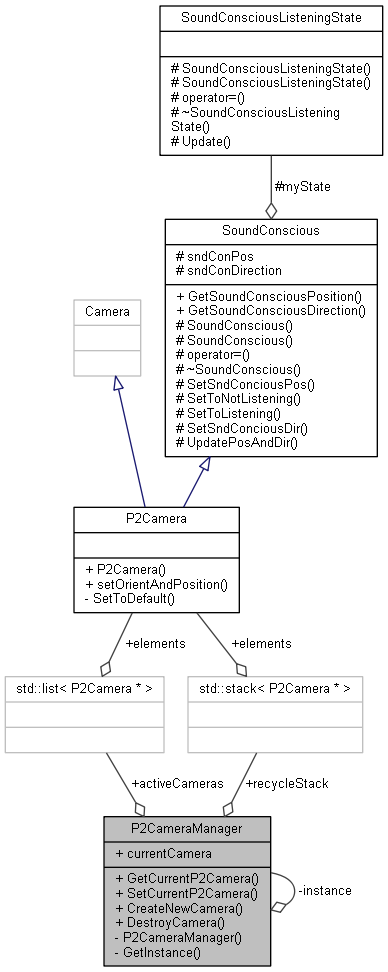 SoundConsciousListeningState
# SoundConsciousListeningState()
# SoundConsciousListeningState()
# operator=()
# ~SoundConsciousListening
State()
# Update()
#myState
SoundConscious
# sndConPos
# sndConDirection
+ GetSoundConsciousPosition()
+ GetSoundConsciousDirection()
# SoundConscious()
# SoundConscious()
# operator=()
# ~SoundConscious()
# SetSndConciousPos()
# SetToNotListening()
# SetToListening()
# SetSndConciousDir()
# UpdatePosAndDir()
Camera
P2Camera
+ P2Camera()
+ setOrientAndPosition()
- SetToDefault()
+elements
+elements
std::list< P2Camera * >
std::stack< P2Camera * >
+activeCameras
+recycleStack
P2CameraManager
+ currentCamera
+ GetCurrentP2Camera()
+ SetCurrentP2Camera()
+ CreateNewCamera()
+ DestroyCamera()
- P2CameraManager()
- GetInstance()
-instance